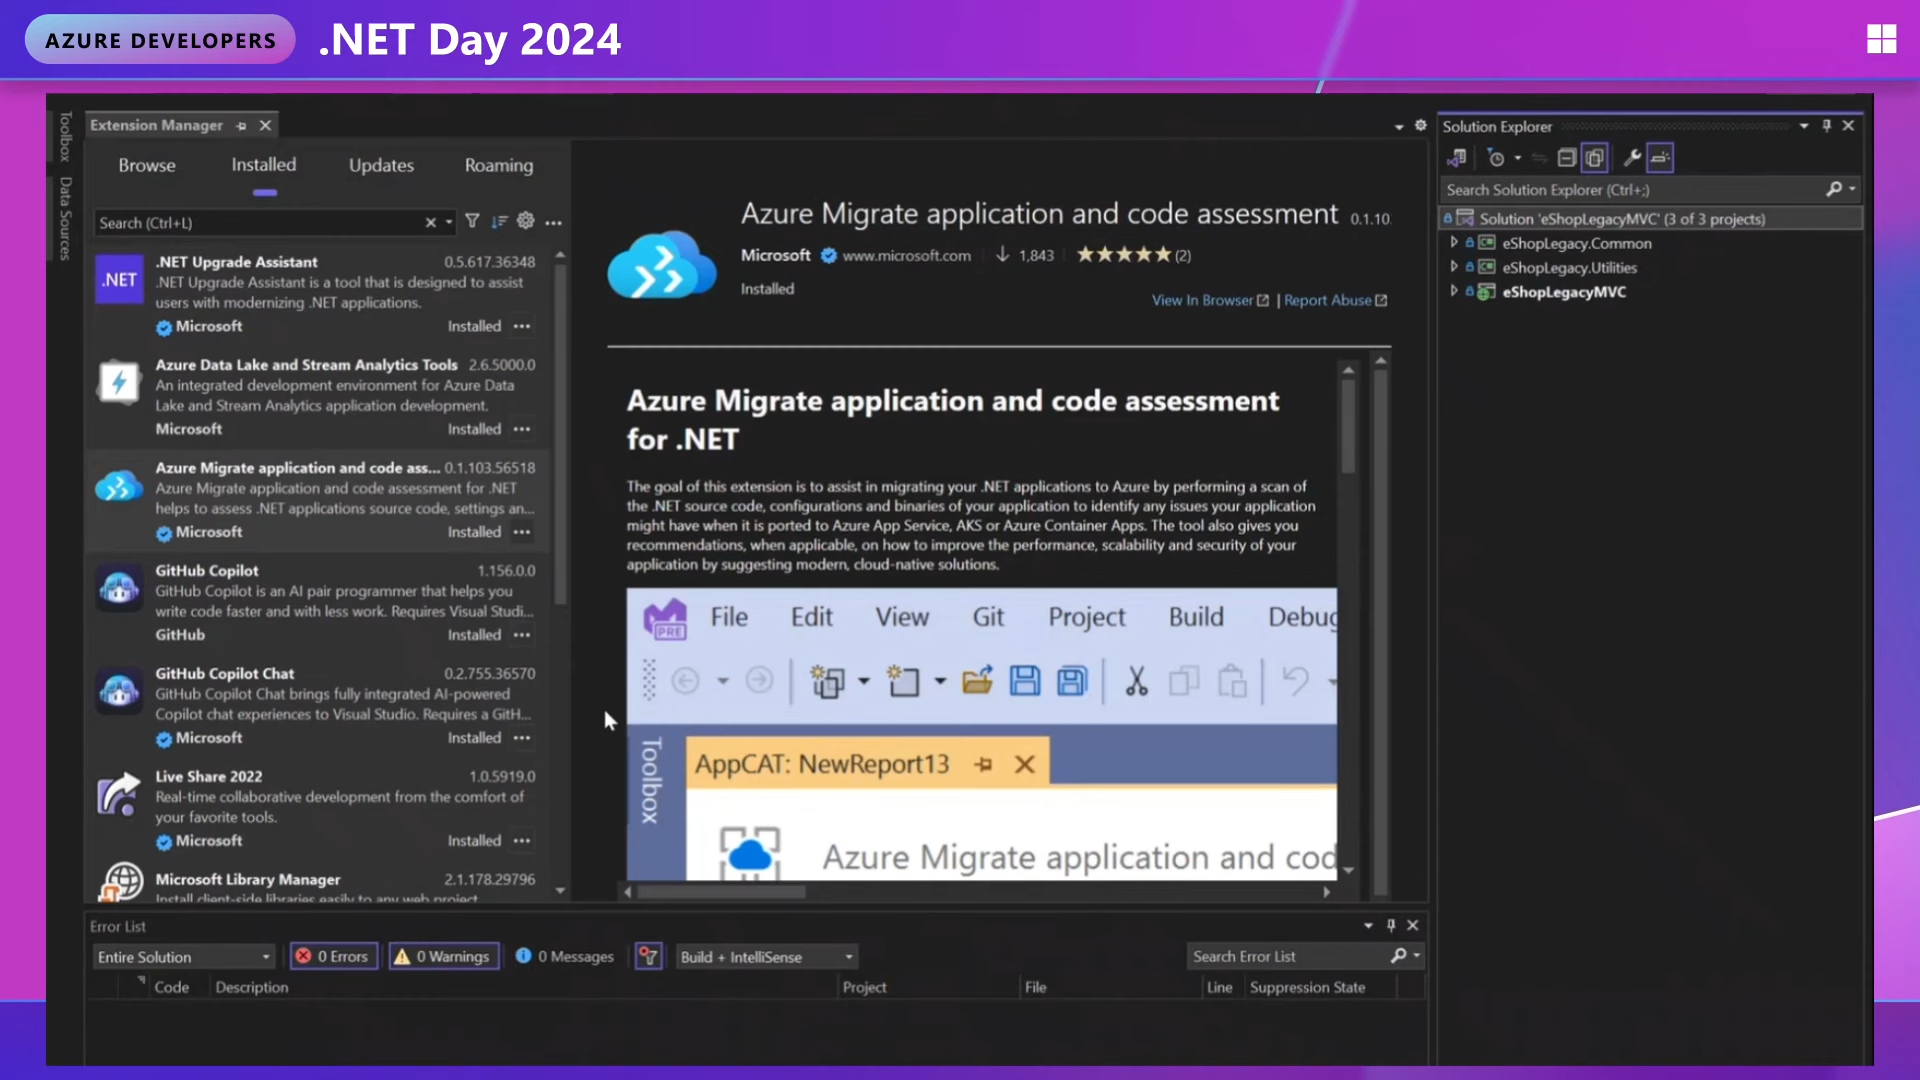 AZURE DEVELOPERS
.NET Day 2024
Toolbox
Data Sources
Extension Manager
Browse
Installed
Updates
Roaming
Search (Ctrl+L)
.NET
.NET Upgrade Assistant 0.5.617.36348
.NET Upgrade Assistant is a tool that is designed to assist
users with modernizing .NET applications.
Microsoft Installed
Azure Data Lake and Stream Analytics Tools 2.6.5000.0
An integrated development environment for Azure Data
Lake and Stream Analytics application development.
Microsoft Installed
Azure Migrate application and code ass... 0.1.103.56518
Azure Migrate application and code assessment for .NET
helps to assess .NET applications source code, settings an...
Microsoft Installed
GitHub Copilot 1.156.0.0
GitHub Copilot is an AI pair programmer that helps you
write code faster and with less work. Requires Visual Studi...
GitHub Installed
GitHub Copilot Chat 0.2.755.36570
GitHub Copilot Chat brings fully integrated AI-powered
Copilot chat experiences to Visual Studio. Requires a GitH...
Microsoft Installed
Live Share 2022 1.0.5919.0
Real-time collaborative development from the comfort of
your favorite tools.
Microsoft Installed
Microsoft Library Manager 2.1.178.29796
Install client-side libraries easily to any web project
Azure Migrate application and code assessment 0.1.10
Microsoft www.microsoft.com 1,843 (2)
Installed
View In Browser | Report Abuse
Azure Migrate application and code assessment
for .NET
The goal of this extension is to assist in migrating your .NET applications to Azure by performing a scan of
the .NET source code, configurations and binaries of your application to identify any issues your application
might have when it is ported to Azure App Service, AKS or Azure Container Apps. The tool also gives you
recommendations, when applicable, on how to improve the performance, scalability and security of your
application by suggesting modern, cloud-native solutions.
PRE
File Edit View Git Project Build Debug
Toolbox
AppCAT: NewReport13
Azure Migrate application and cod
Error List
Entire Solution
0 Errors
0 Warnings
0 Messages
Build + IntelliSense
Search Error List
Code Description Project File Line Suppression State
Solution Explorer
Search Solution Explorer (Ctrl+;)
Solution 'eShopLegacyMVC' (3 of 3 projects)
eShopLegacy.Common
eShopLegacy.Utilities
eShopLegacyMVC